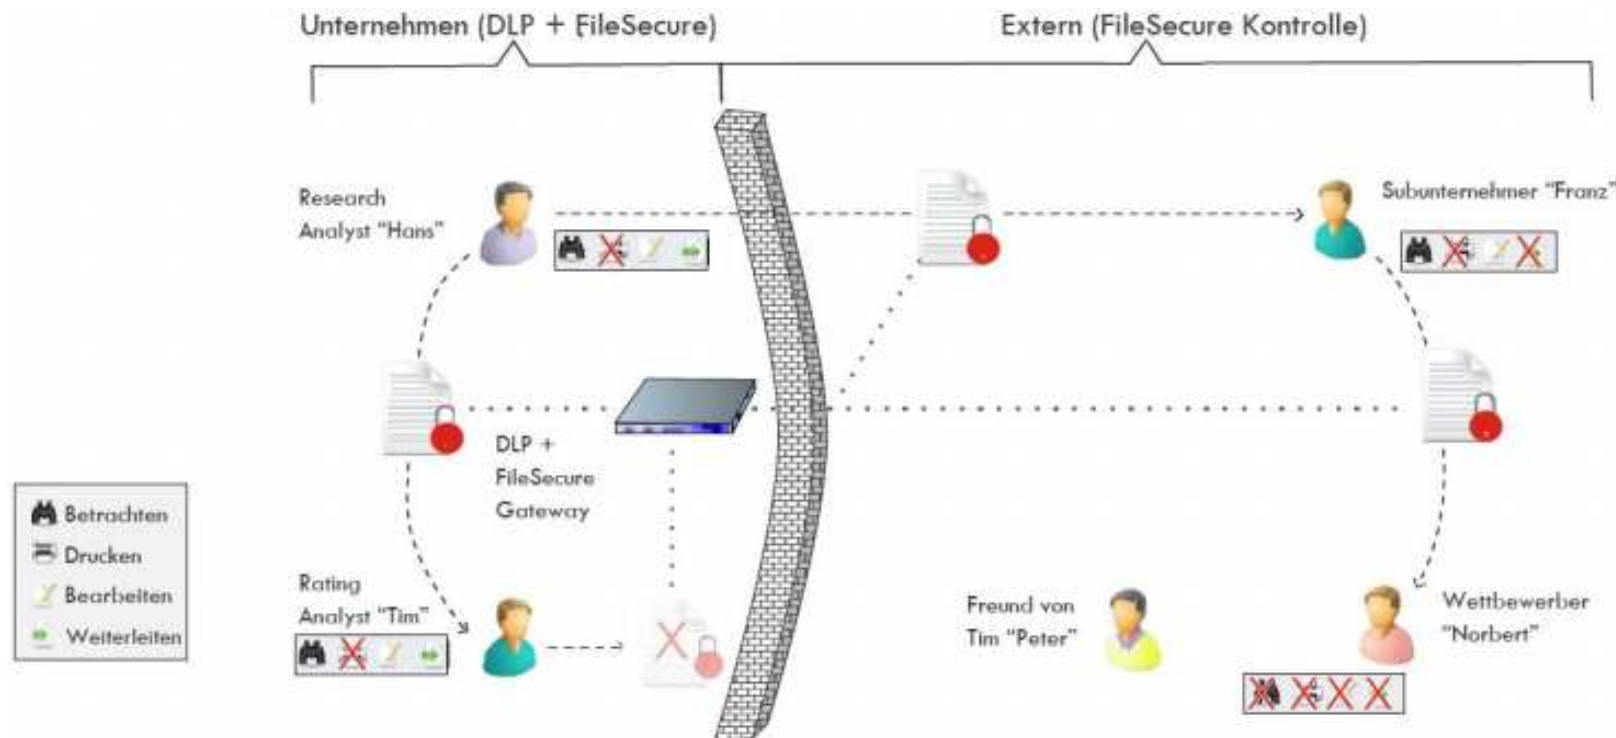 Unternehmen (DLP + FileSecure)
Extern (FileSecure Kontrolle)
Research
Analyst "Hans"
Subunternehmer "Franz"
DLP +
FileSecure
Gateway
Betrachten
Drucken
Bearbeiten
Weiterleiten
Rating
Analyst "Tim"
Freund von
Tim "Peter"
Wettbewerber
"Norbert"